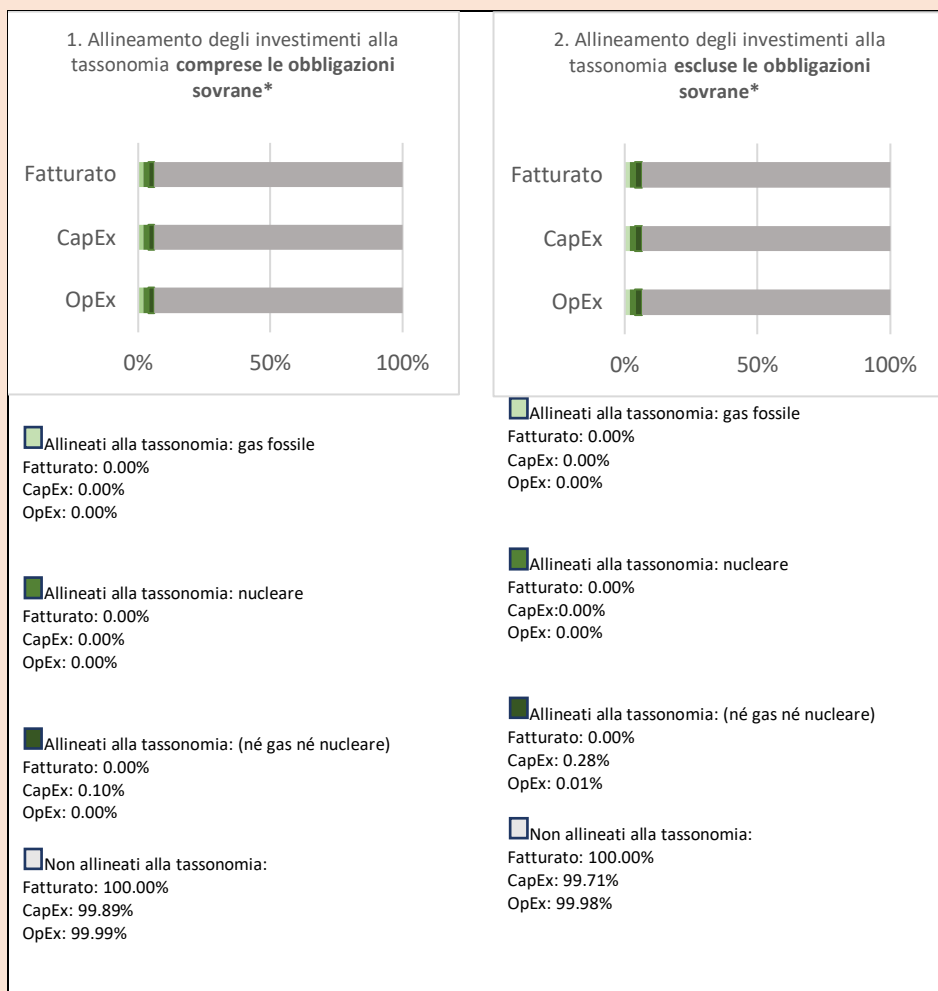 1. Allineamento degli investimenti alla
tassonomia comprese le obbligazioni
sovrane*
Fatturato
CapEx
OpEx
0%
50%
100%
Allineati alla tassonomia: gas fossile
Fatturato: 0.00%
CapEx: 0.00%
OpEx: 0.00%
Allineati alla tassonomia: nucleare
Fatturato: 0.00%
CapEx: 0.00%
OpEx: 0.00%
Allineati alla tassonomia: (né gas né nucleare)
Fatturato: 0.00%
CapEx: 0.10%
OpEx: 0.00%
Non allineati alla tassonomia:
Fatturato: 100.00%
CapEx: 99.89%
OpEx: 99.99%
2. Allineamento degli investimenti alla
tassonomia escluse le obbligazioni
sovrane*
Fatturato
CapEx
OpEx
0%
50%
100%
Allineati alla tassonomia: gas fossile
Fatturato: 0.00%
CapEx: 0.00%
OpEx: 0.00%
Allineati alla tassonomia: nucleare
Fatturato: 0.00%
CapEx:0.00%
OpEx: 0.00%
Allineati alla tassonomia: (né gas né nucleare)
Fatturato: 0.00%
CapEx: 0.28%
OpEx: 0.01%
Non allineati alla tassonomia:
Fatturato: 100.00%
CapEx: 99.71%
OpEx: 99.98%